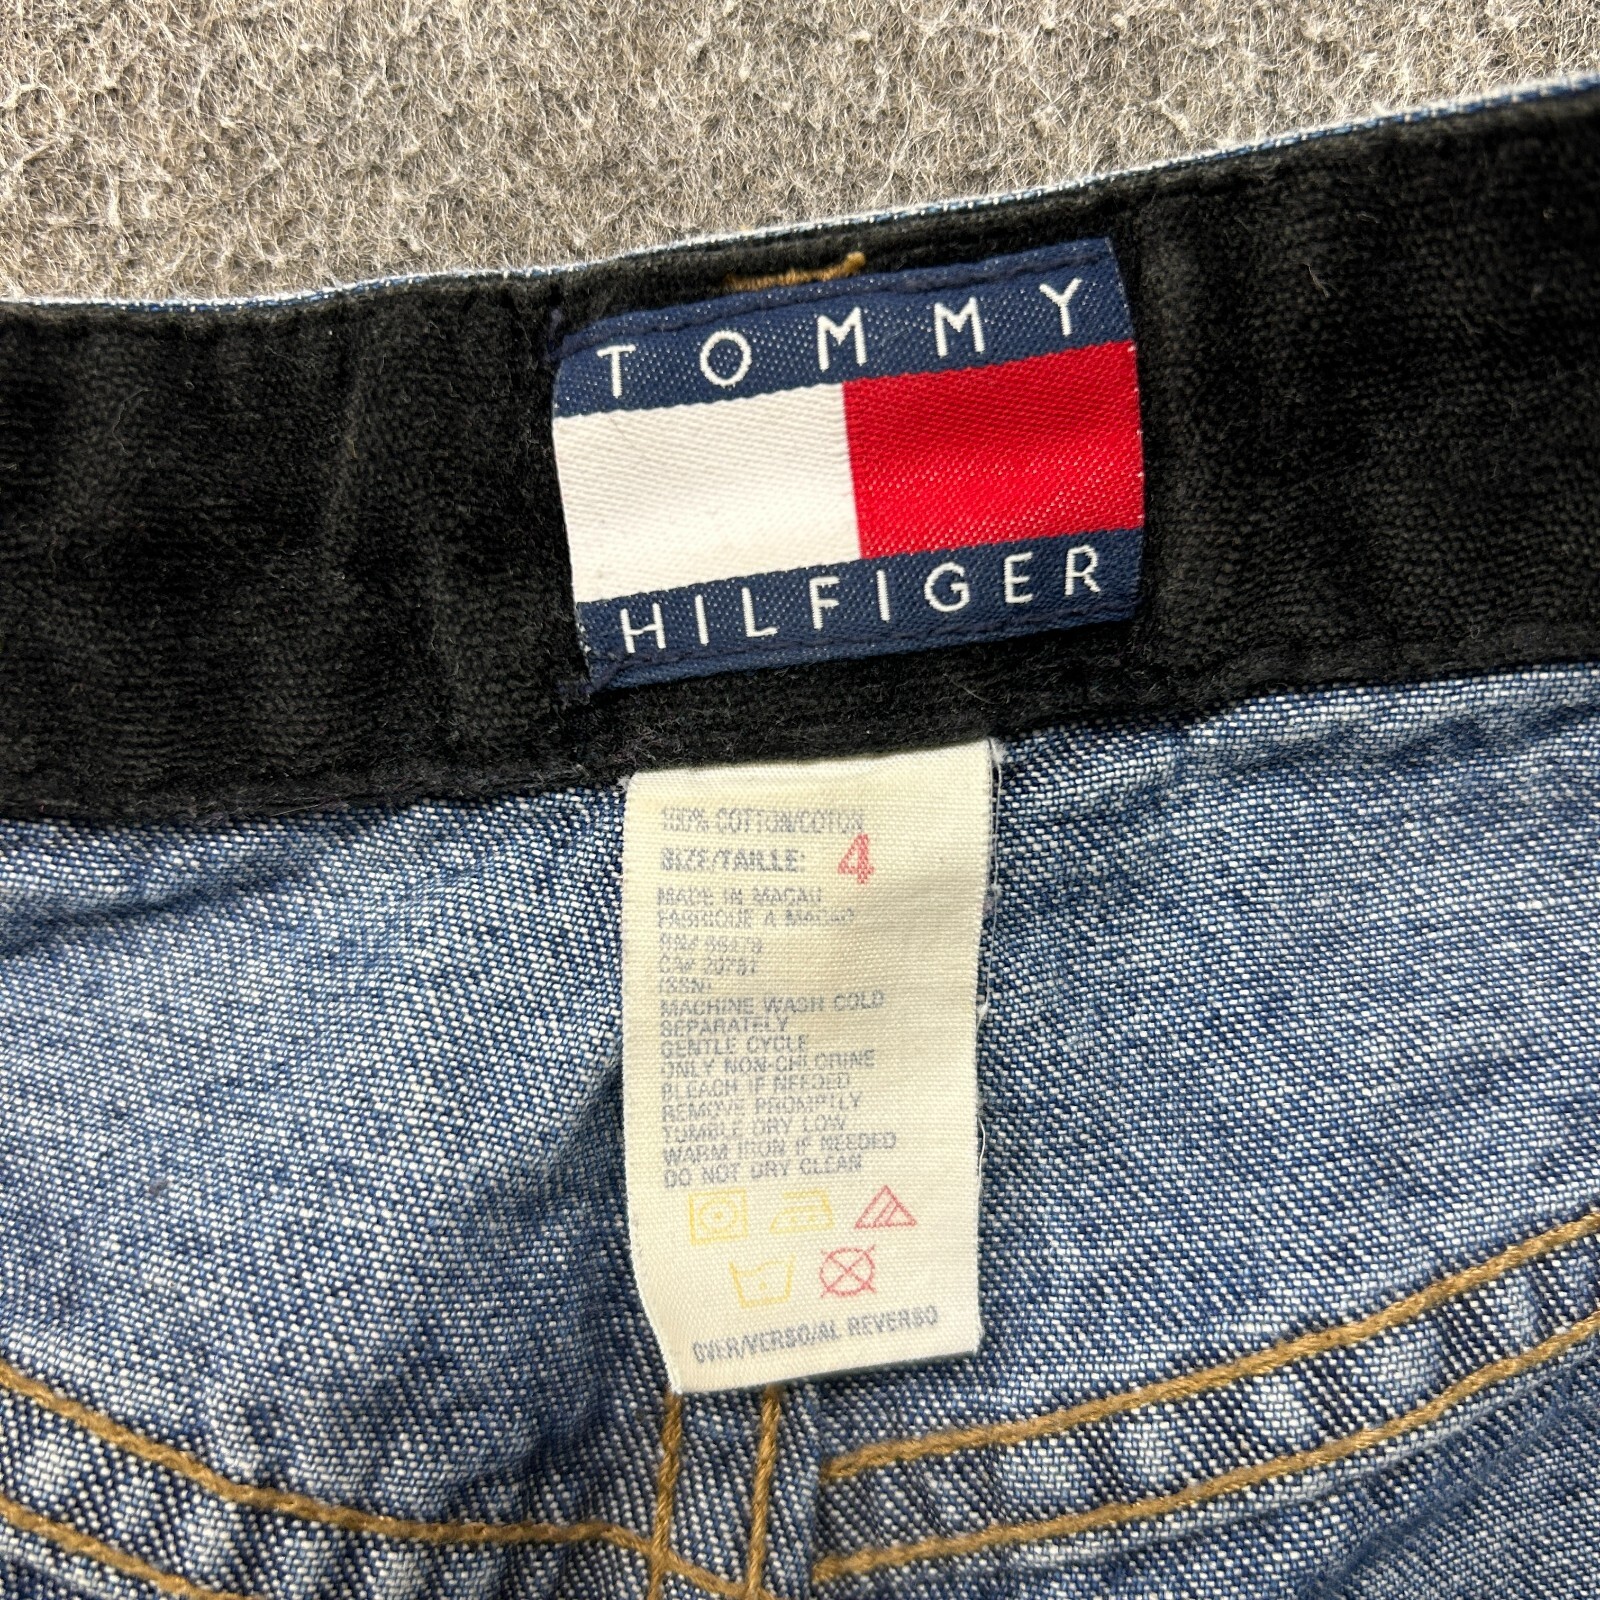 TOMMY
HILFIGER
100% COTTON/COTON
SIZE/TAILLE: 4
MADE IN MACAU
FABRIQUE A MACAO
RN#
CA#
MACHINE WASH COLD
SEPARATELY
GENTLE CYCLE
ONLY NON-CHLORINE
BLEACH IF NEEDED
REMOVE PROMPTLY
TUMBLE DRY LOW
WARM IRON IF NEEDED
DO NOT DRY CLEAN
OVER/VERSO/AL REVERSO